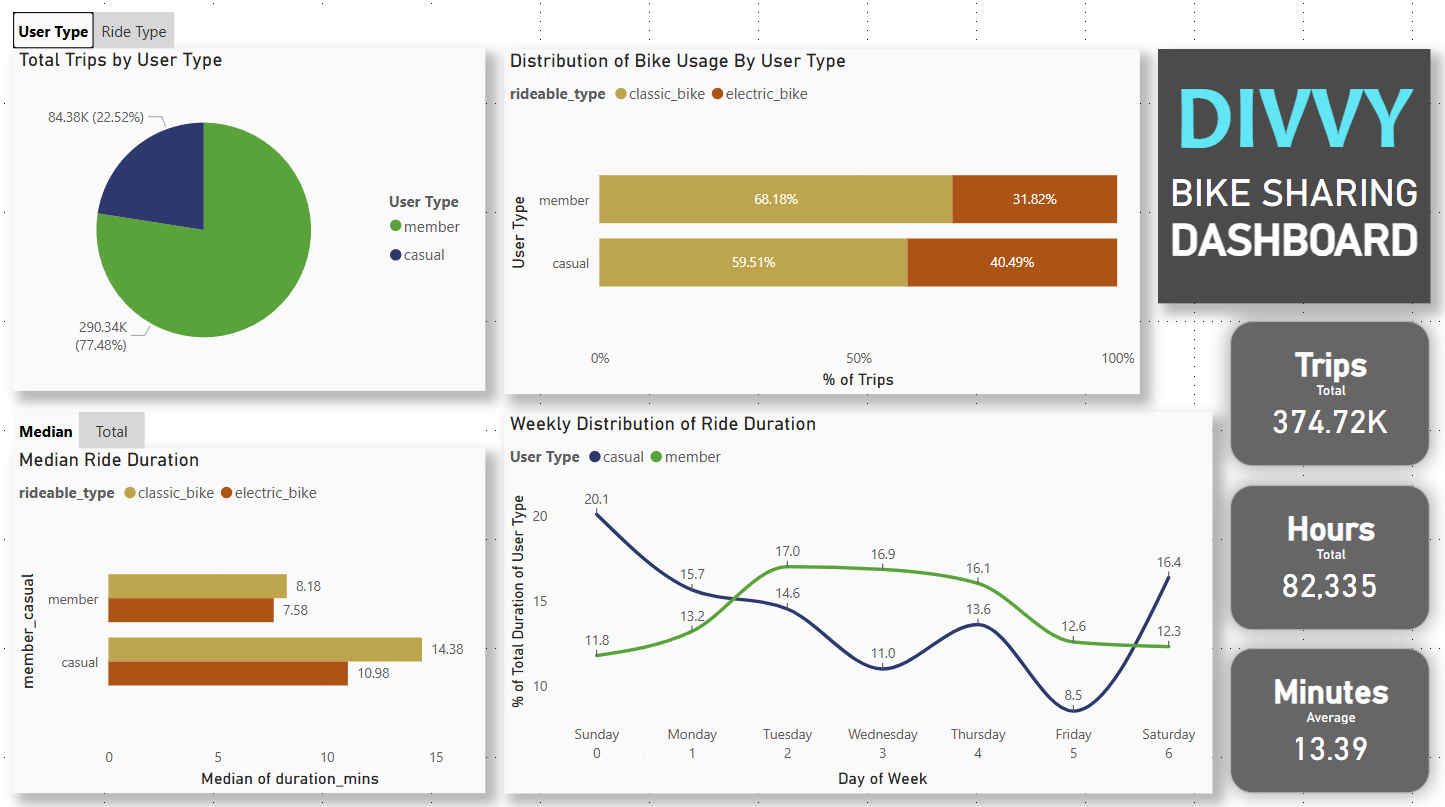 User Type
Ride Type
Total Trips by User Type
84.38K (22.52%)
290.34K
(77.48%)
User Type
member
casual
Distribution of Bike Usage By User Type
rideable_type classic_bike electric_bike
User Type
member
68.18%
31.82%
casual
59.51%
40.49%
0%
50%
100%
% of Trips
DIVVY
BIKE SHARING
DASHBOARD
Trips
Total
374.72K
Hours
Total
82,335
Minutes
Average
13.39
Median
Total
Median Ride Duration
rideable_type classic_bike electric_bike
member_casual
member
8.18
7.58
casual
14.38
10.98
0
5
10
15
Median of duration_mins
Weekly Distribution of Ride Duration
User Type casual member
% of Total Duration of User Type
20
15
10
20.1
15.7
14.6
11.0
13.6
8.5
16.4
11.8
13.2
17.0
16.9
16.1
12.6
12.3
Sunday Monday Tuesday Wednesday Thursday Friday Saturday
0 1 2 3 4 5 6
Day of Week